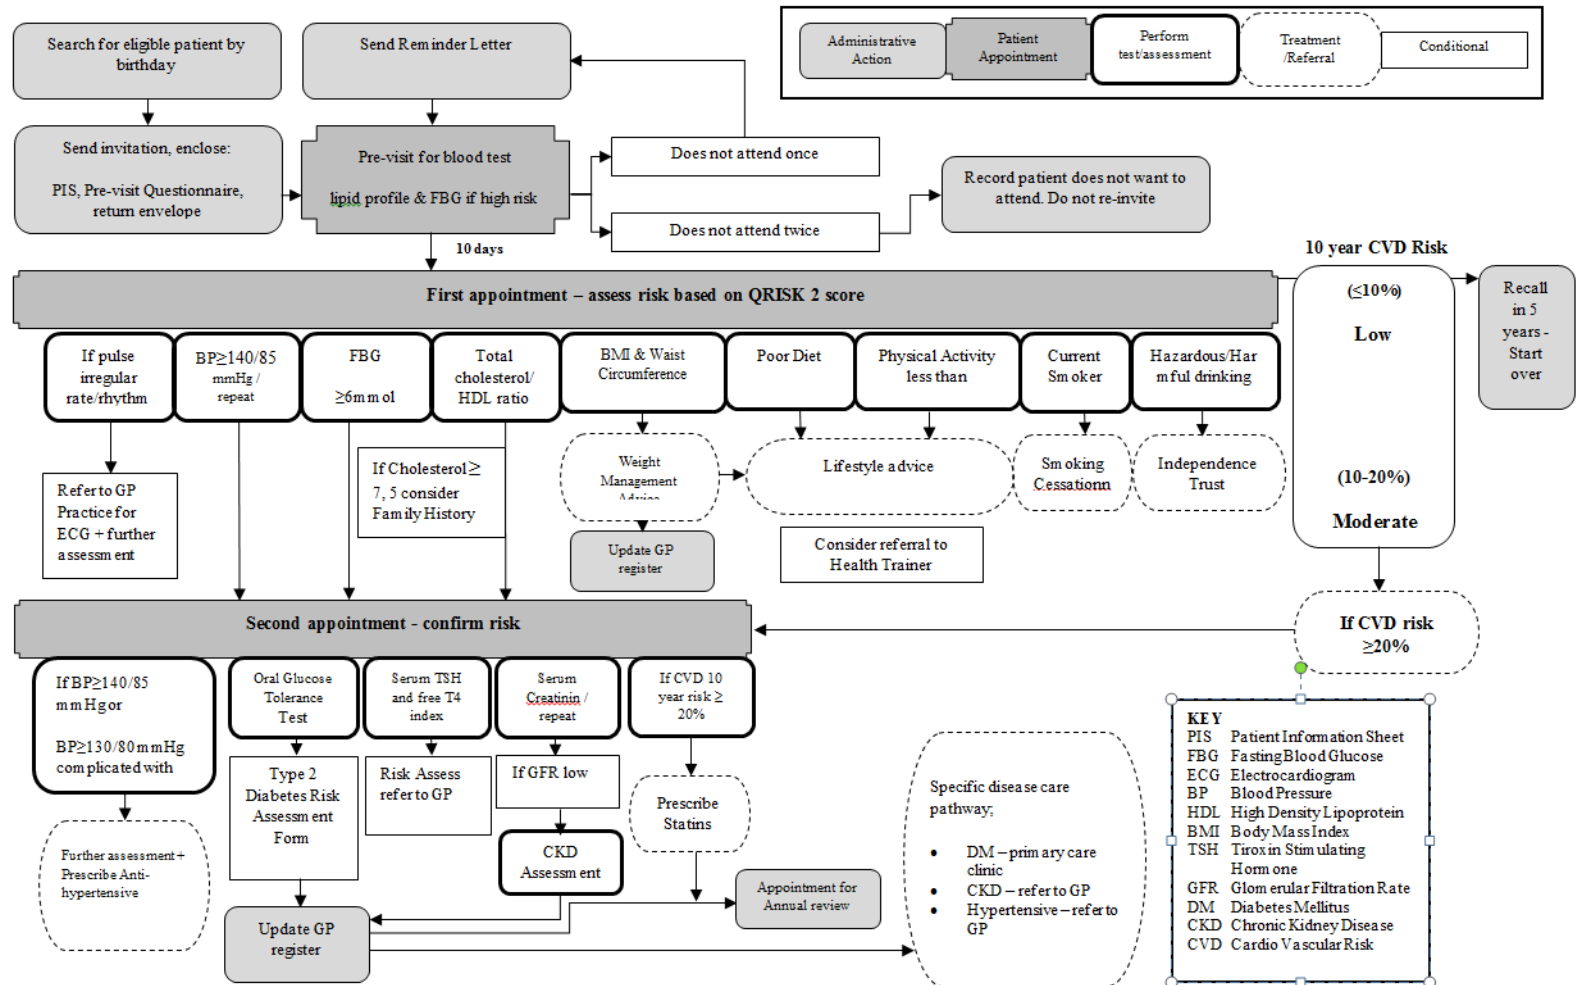 Search for eligible patient by
birthday
Send Reminder Letter
Administrative
Action
Patient
Appointment
Perform
test/assessment
Treatment
/Referral
Conditional
Send invitation, enclose:
PIS, Pre-visit Questionnaire,
return envelope
Pre-visit for blood test
lipid profile & FBG if high risk
Does not attend once
Does not attend twice
Record patient does not want to
attend. Do not re-invite
10 days
10 year CVD Risk
First appointment – assess risk based on QRISK 2 score
(≤10%)
Low
(10-20%)
Moderate
Recall
in 5
years -
Start
over
If pulse
irregular
rate/rhythm
BP≥140/85
mmHg /
repeat
FBG
≥6mmol
Total
cholesterol/
HDL ratio
BMI & Waist
Circumference
Poor Diet
Physical Activity
less than
Current
Smoker
Hazardous/Har
mful drinking
Refer to GP
Practice for
ECG + further
assessment
If Cholesterol ≥
7, 5 consider
Family History
Weight
Management
Advice
Lifestyle advice
Smoking
Cessationn
Independence
Trust
Update GP
register
Consider referral to
Health Trainer
If CVD risk
≥20%
Second appointment - confirm risk
If BP≥140/85
mmHg or
BP≥130/80mmHg
complicated with
Oral Glucose
Tolerance
Test
Serum TSH
and free T4
index
Serum
Creatinin /
repeat
If CVD 10
year risk ≥
20%
Type 2
Diabetes Risk
Assessment
Form
Risk Assess
refer to GP
If GFR low
CKD
Assessment
Prescribe
Statins
Further assessment +
Prescribe Anti-
hypertensive
Update GP
register
Appointment for
Annual review
Specific disease care
pathway;
• DM – primary care
clinic
• CKD – refer to GP
• Hypertensive – refer to
GP
KEY
PIS Patient Information Sheet
FBG Fasting Blood Glucose
ECG Electrocardiogram
BP Blood Pressure
HDL High Density Lipoprotein
BMI Body Mass Index
TSH Tiroxin Stimulating
Hormone
GFR Glomerular Filtration Rate
DM Diabetes Mellitus
CKD Chronic Kidney Disease
CVD Cardio Vascular Risk